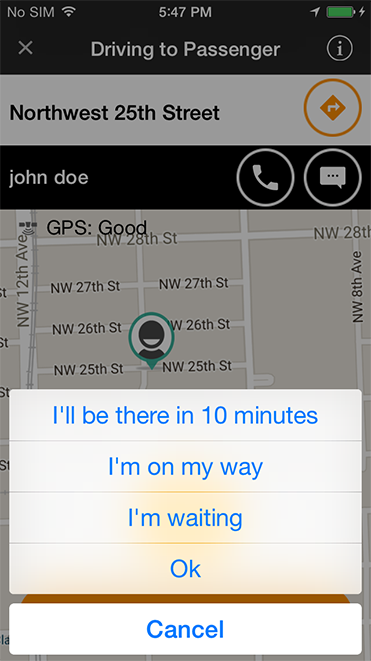 No SIM 5:47 PM
Driving to Passenger
Northwest 25th Street
john doe
GPS: Good
NW 28th St
NW 28th
NW 12th Ave
NW 8th Ave
NW 27th St
NW 27th St
NW 26th St
W 26th St
NW 25th St
NW 25th St
I'll be there in 10 minutes
I'm on my way
I'm waiting
Ok
Cancel